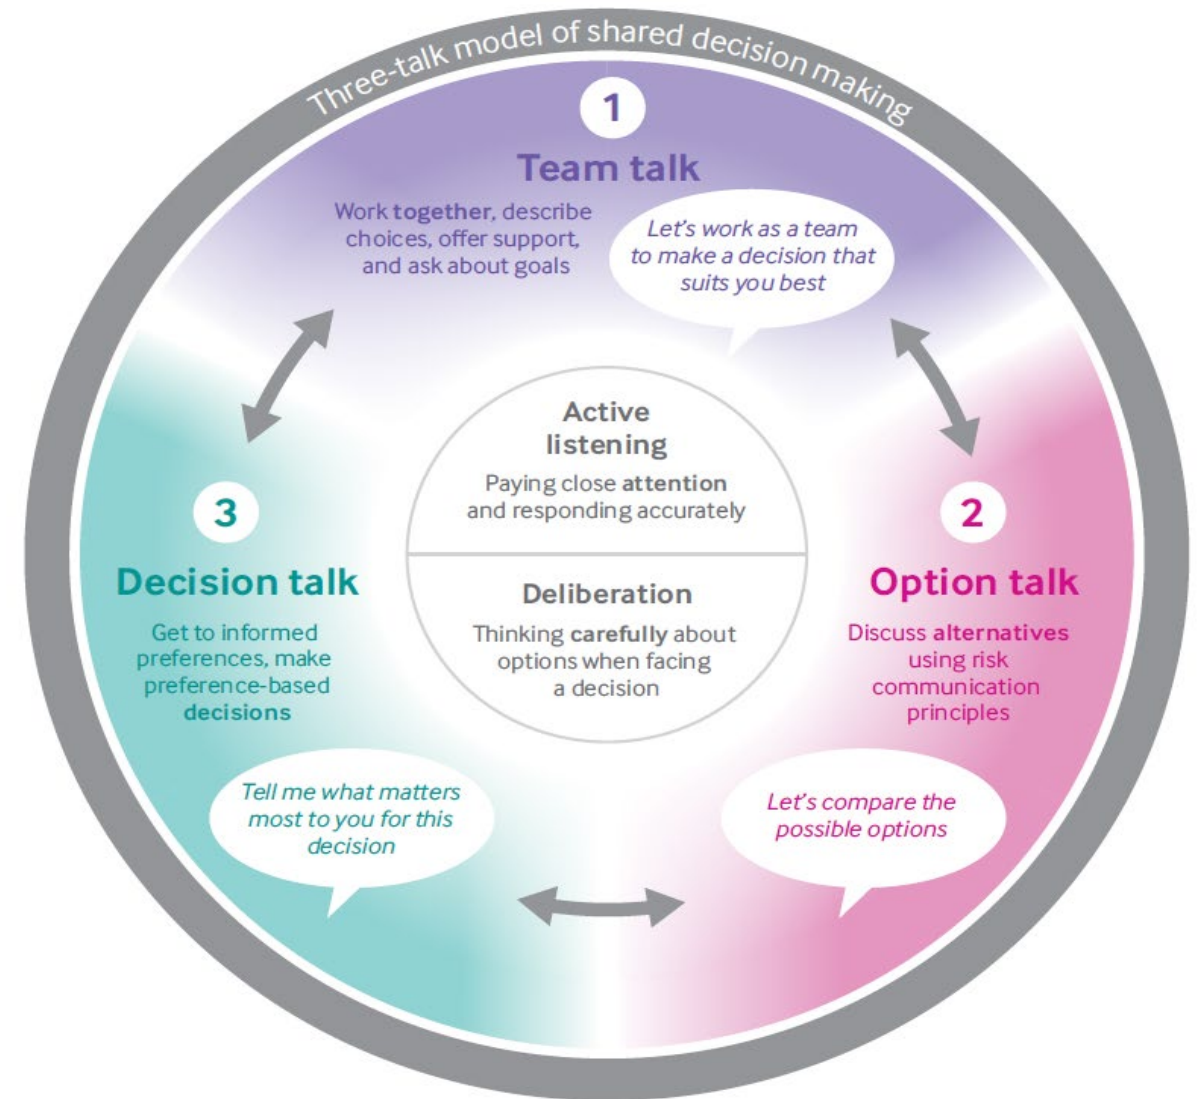 Three-talk model of shared decision making
1
Team talk
Work together, describe
choices, offer support,
and ask about goals
Let's work as a team
to make a decision that
suits you best
Active
listening
Paying close attention
and responding accurately
Deliberation
Thinking carefully about
options when facing
a decision
2
Option talk
Discuss alternatives
using risk
communication
principles
Let's compare the
possible options
3
Decision talk
Get to informed
preferences, make
preference-based
decisions
Tell me what matters
most to you for this
decision